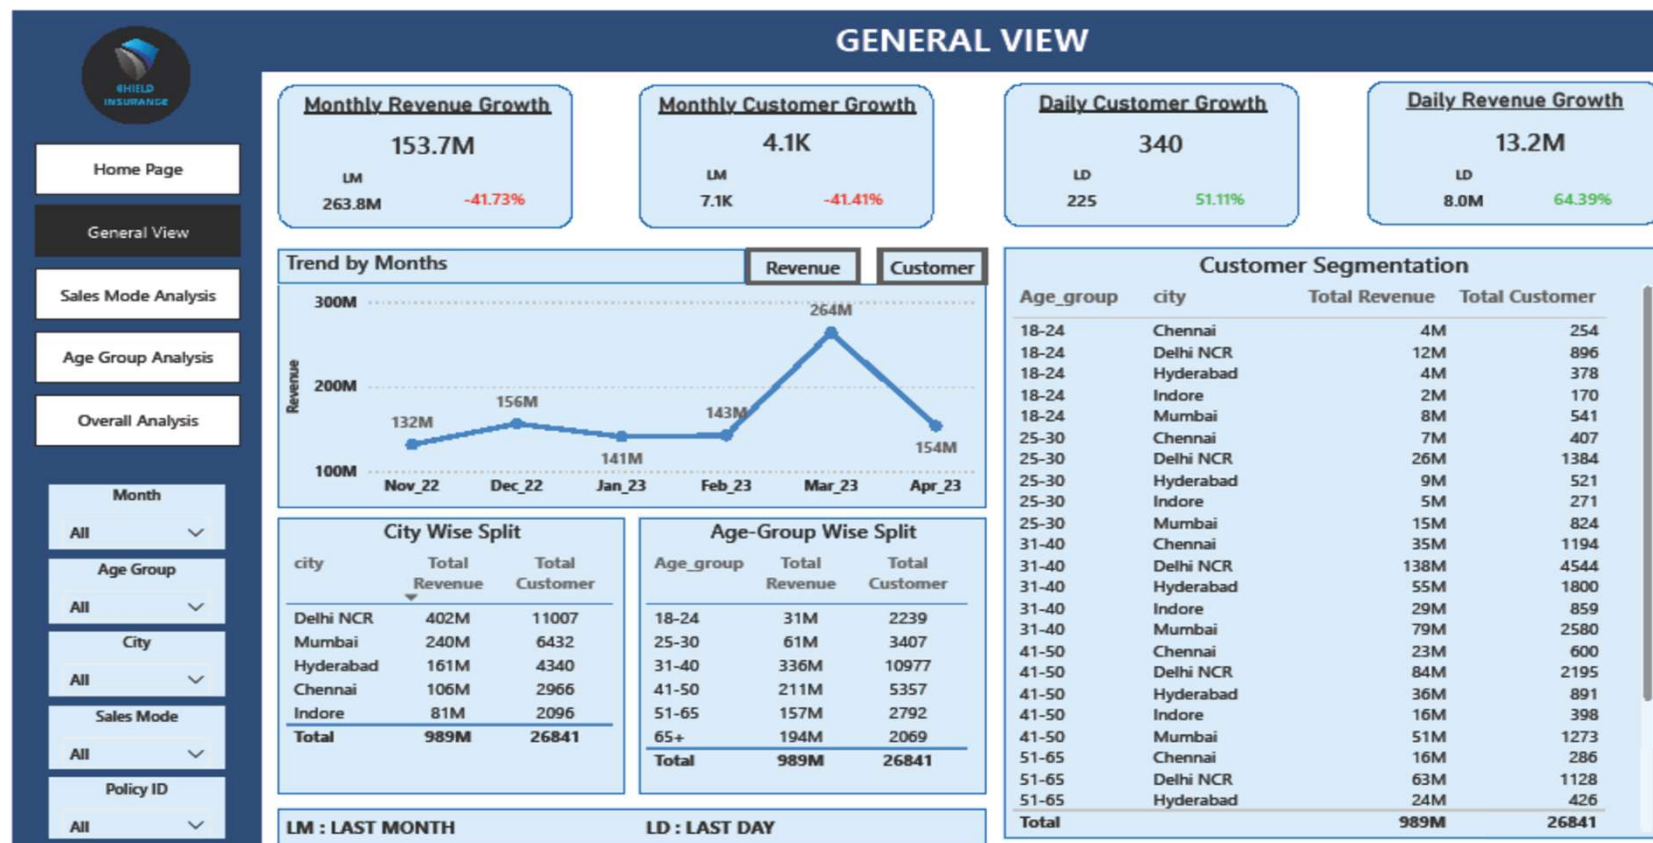 GENERAL VIEW
SHIELD
INSURANCE
Home Page
General View
Sales Mode Analysis
Age Group Analysis
Overall Analysis
Month
All
Age Group
All
City
All
Sales Mode
All
Policy ID
All
Monthly Revenue Growth
153.7M
LM
263.8M -41.73%
Monthly Customer Growth
4.1K
LM
7.1K -41.41%
Daily Customer Growth
340
LD
225 51.11%
Daily Revenue Growth
13.2M
LD
8.0M 64.39%
Trend by Months Revenue Customer
Revenue
300M
200M
100M
132M
156M
141M
143M
264M
154M
Nov_22 Dec_22 Jan_23 Feb_23 Mar_23 Apr_23
City Wise Split
city Total Revenue Total Customer
Delhi NCR 402M 11007
Mumbai 240M 6432
Hyderabad 161M 4340
Chennai 106M 2966
Indore 81M 2096
Total 989M 26841
Age-Group Wise Split
Age_group Total Revenue Total Customer
18-24 31M 2239
25-30 61M 3407
31-40 336M 10977
41-50 211M 5357
51-65 157M 2792
65+ 194M 2069
Total 989M 26841
Customer Segmentation
Age_group city Total Revenue Total Customer
18-24 Chennai 4M 254
18-24 Delhi NCR 12M 896
18-24 Hyderabad 4M 378
18-24 Indore 2M 170
18-24 Mumbai 8M 541
25-30 Chennai 7M 407
25-30 Delhi NCR 26M 1384
25-30 Hyderabad 9M 521
25-30 Indore 5M 271
25-30 Mumbai 15M 824
31-40 Chennai 35M 1194
31-40 Delhi NCR 138M 4544
31-40 Hyderabad 55M 1800
31-40 Indore 29M 859
31-40 Mumbai 79M 2580
41-50 Chennai 23M 600
41-50 Delhi NCR 84M 2195
41-50 Hyderabad 36M 891
41-50 Indore 16M 398
41-50 Mumbai 51M 1273
51-65 Chennai 16M 286
51-65 Delhi NCR 63M 1128
51-65 Hyderabad 24M 426
Total 989M 26841
LM : LAST MONTH LD : LAST DAY